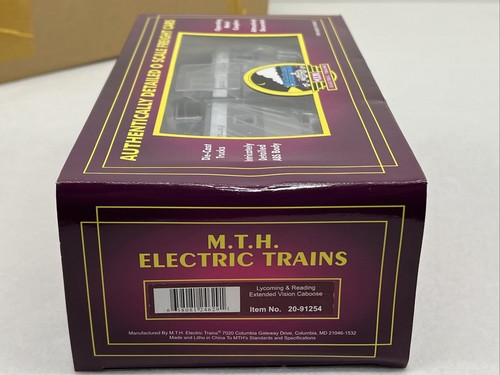 AUTHENTICALLY DETAILED O SCALE FREIGHT CARS
Die-Cast
Trucks
Intricately
Detailed
ABS Body
M.T.H.
ELECTRIC TRAINS
Lycoming & Reading
Extended Vision Caboose
Item No. 20-91254
Manufactured By M.T.H. Electric Trains® 7020 Columbia Gateway Drive, Columbia, MD 21046-1532
Made and Litho in China To MTH's Standards and Specifications